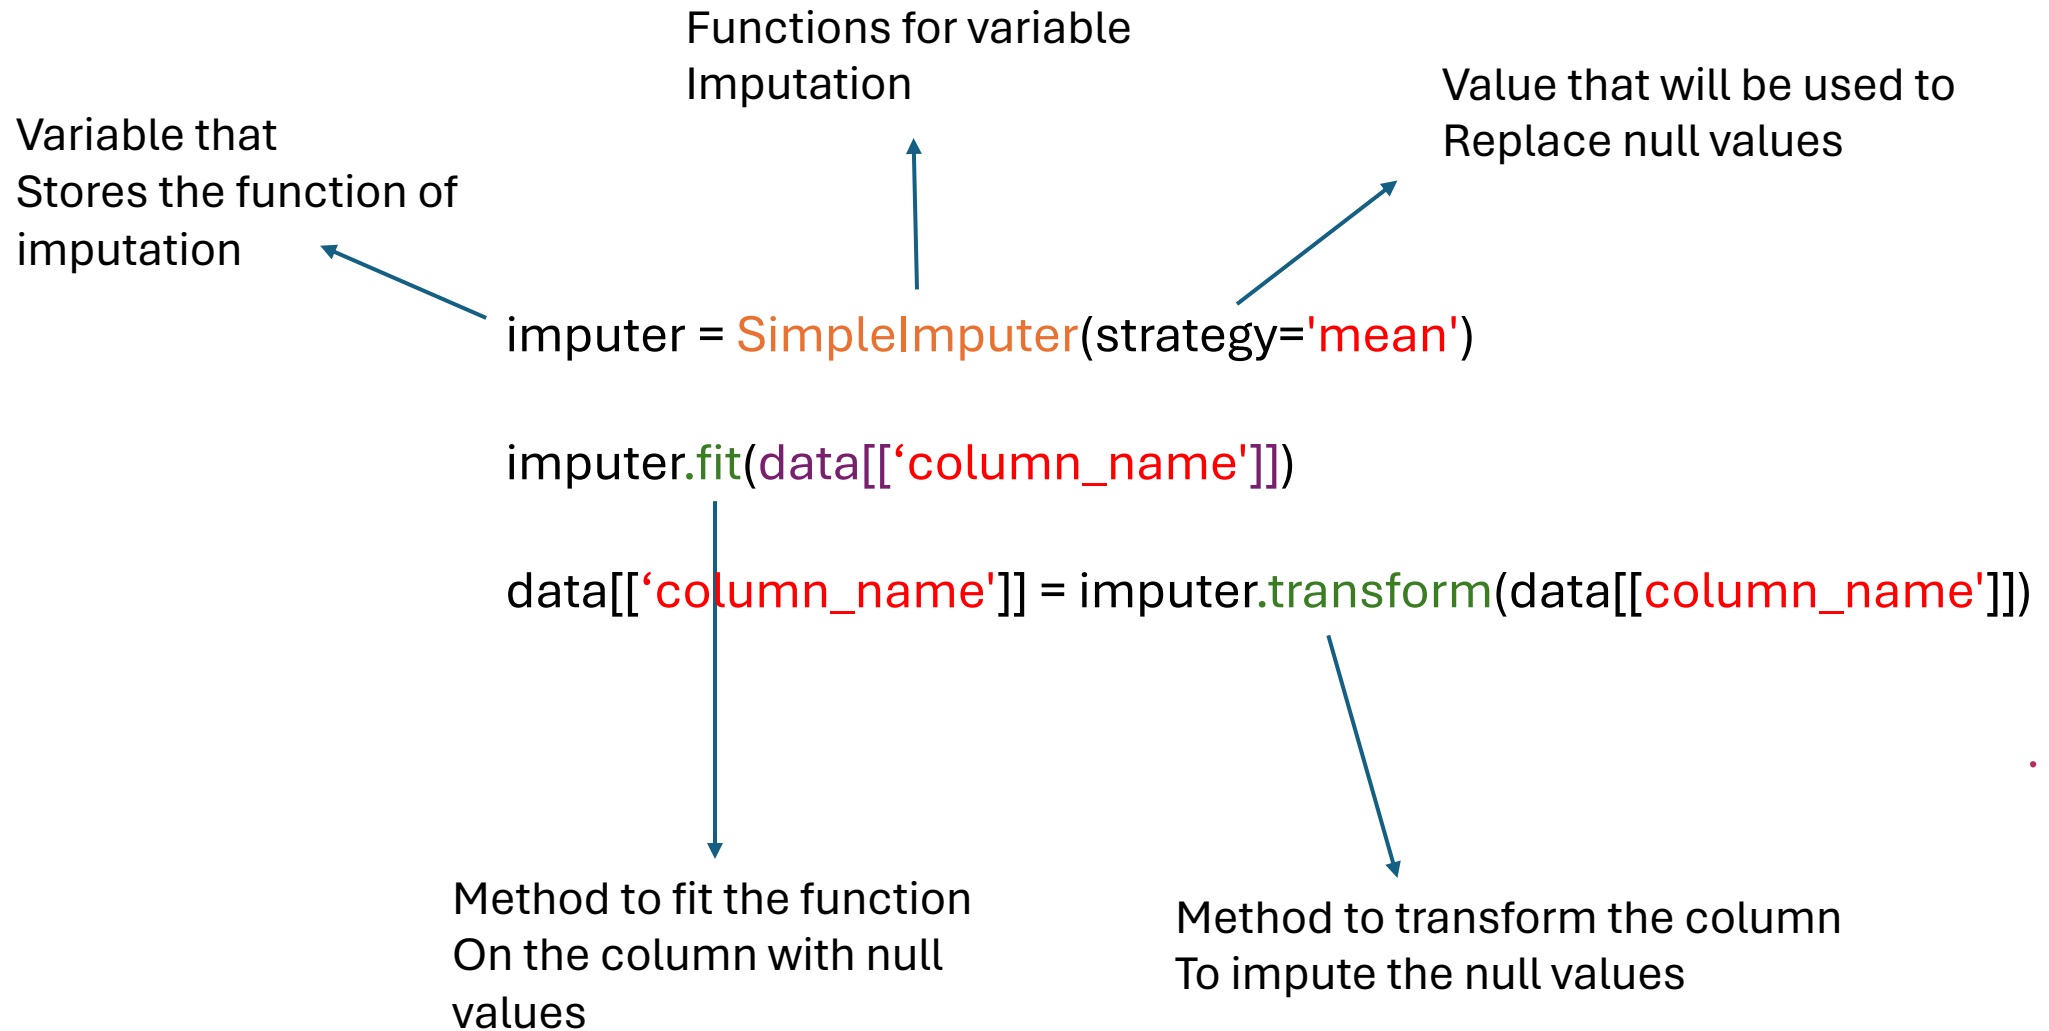 Functions for variable
Imputation
Value that will be used to
Replace null values
Variable that
Stores the function of
imputation
imputer = SimpleImputer(strategy='mean')
imputer.fit(data[[‘column_name']])
data[[‘column_name']] = imputer.transform(data[[column_name']])
Method to fit the function
On the column with null
values
Method to transform the column
To impute the null values